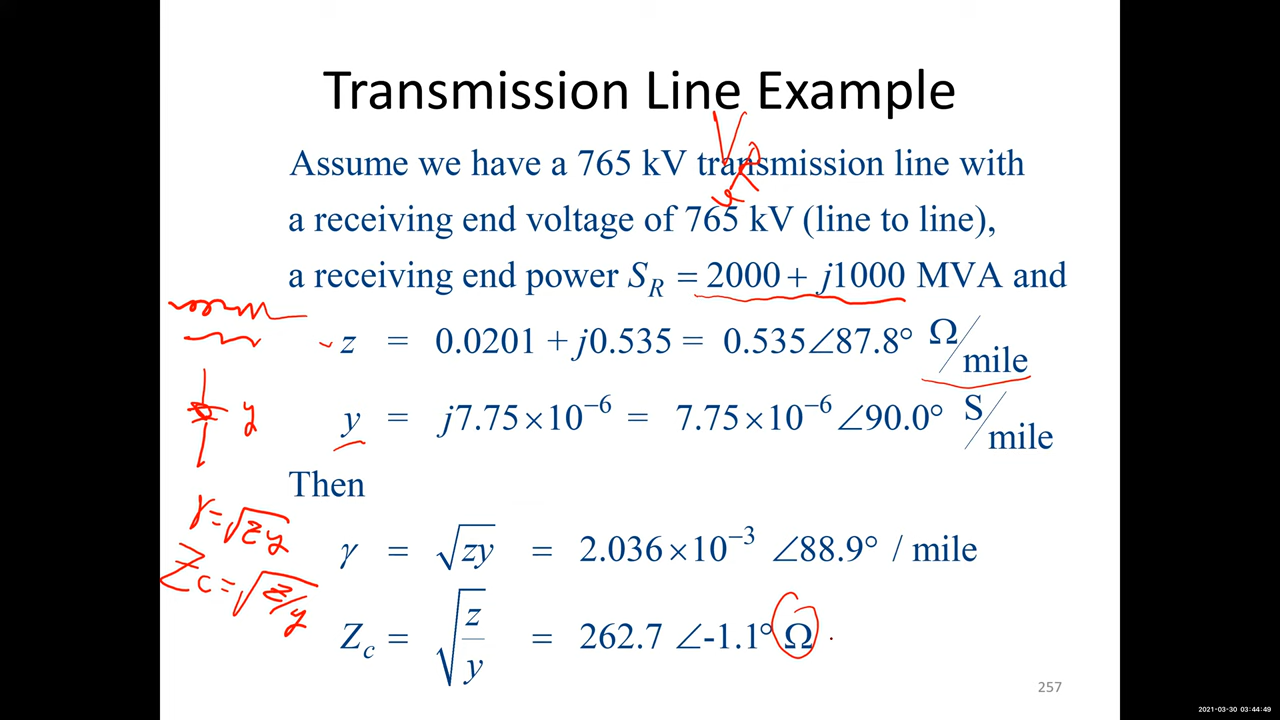 Transmission Line Example
Assume we have a 765 kV transmission line with
a receiving end voltage of 765 kV (line to line),
a receiving end power S_R = 2000 + j1000 MVA and
z = 0.0201 + j0.535 = 0.535∠87.8° Ω/mile
y = j7.75×10⁻⁶ = 7.75×10⁻⁶ ∠90.0° S/mile
y
Then
γ = √zy = 2.036×10⁻³ ∠88.9° / mile
γ = √zy
Z_c = √(z/y) = 262.7 ∠-1.1° Ω
Zc = √z/y
257
2021-03-30 03:44:49